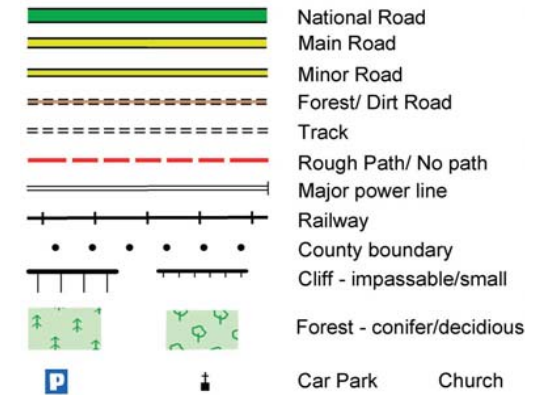 National Road
Main Road
Minor Road
Forest/ Dirt Road
Track
Rough Path/ No path
Major power line
Railway
County boundary
Cliff - impassable/small
Forest - conifer/decidious
P Car Park Church